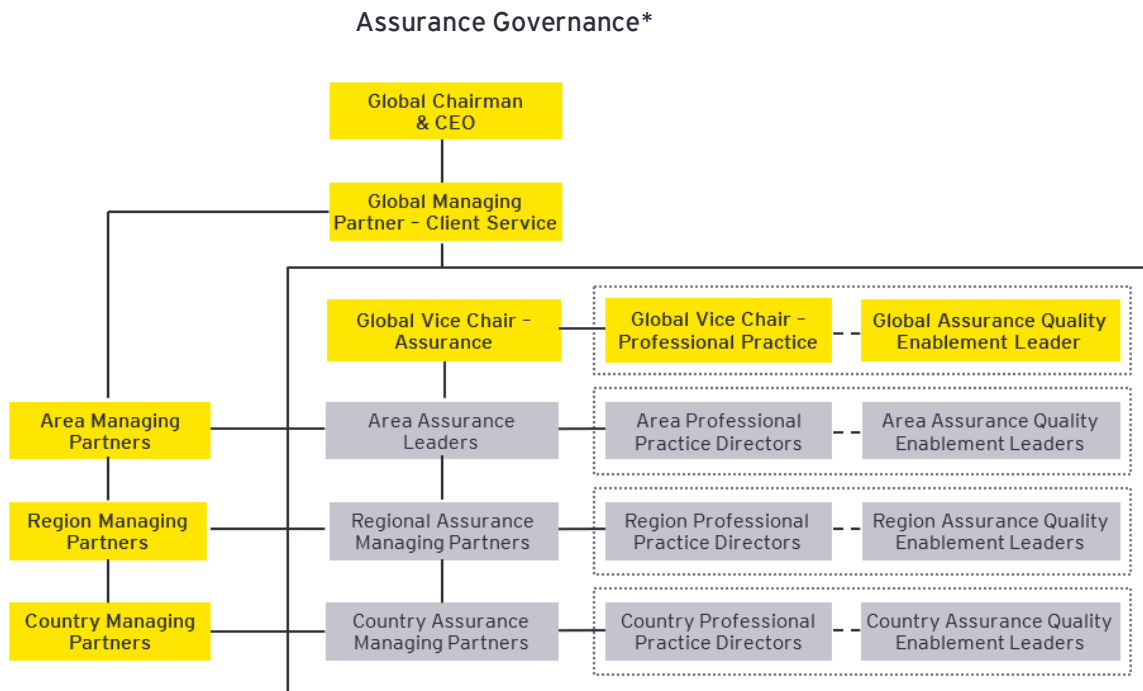 Assurance Governance*
Global Chairman
& CEO
Global Managing
Partner – Client Service
Global Vice Chair –
Assurance
Global Vice Chair –
Professional Practice
Global Assurance Quality
Enablement Leader
Area Managing
Partners
Area Assurance
Leaders
Area Professional
Practice Directors
Area Assurance Quality
Enablement Leaders
Region Managing
Partners
Regional Assurance
Managing Partners
Region Professional
Practice Directors
Region Assurance Quality
Enablement Leaders
Country Managing
Partners
Country Assurance
Managing Partners
Country Professional
Practice Directors
Country Assurance Quality
Enablement Leaders